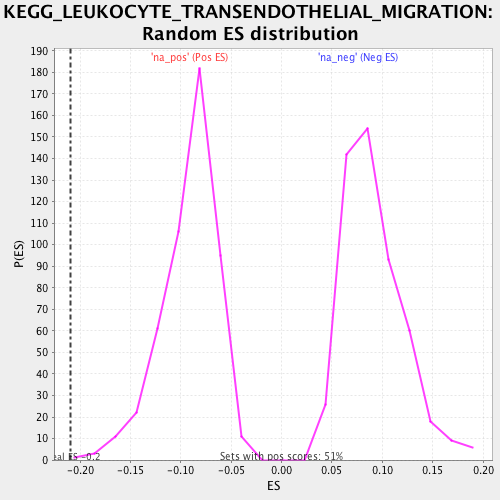 KEGG_LEUKOCYTE_TRANSENDOTHELIAL_MIGRATION:
Random ES distribution
'na_pos' (Pos ES) 'na_neg' (Neg ES)
190
180
170
160
150
140
130
120
110
100
90
80
70
60
50
40
30
20
10
0
P(ES)
Sets with pos scores: 51%
-0.20 -0.15 -0.10 -0.05 0.00 0.05 0.10 0.15 0.20
ES